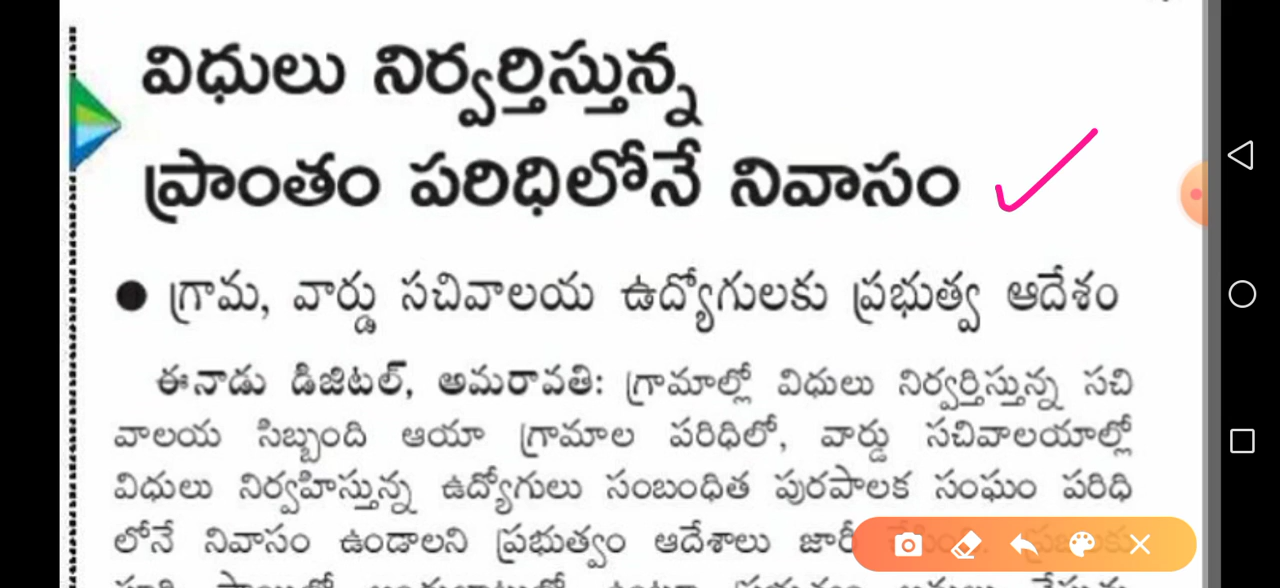 విధులు నిర్వర్తిస్తున్న
ప్రాంతం పరిధిలోనే నివాసం
● గ్రామ, వార్డు సచివాలయ ఉద్యోగులకు ప్రభుత్వ ఆదేశం
ఈనాడు డిజిటల్, అమరావతి: గ్రామాల్లో విధులు నిర్వర్తిస్తున్న సచి
వాలయ సిబ్బంది ఆయా గ్రామాల పరిధిలో, వార్డు సచివాలయాల్లో
విధులు నిర్వహిస్తున్న ఉద్యోగులు సంబంధిత పురపాలక సంఘం పరిధి
లోనే నివాసం ఉండాలని ప్రభుత్వం ఆదేశాలు జారీ